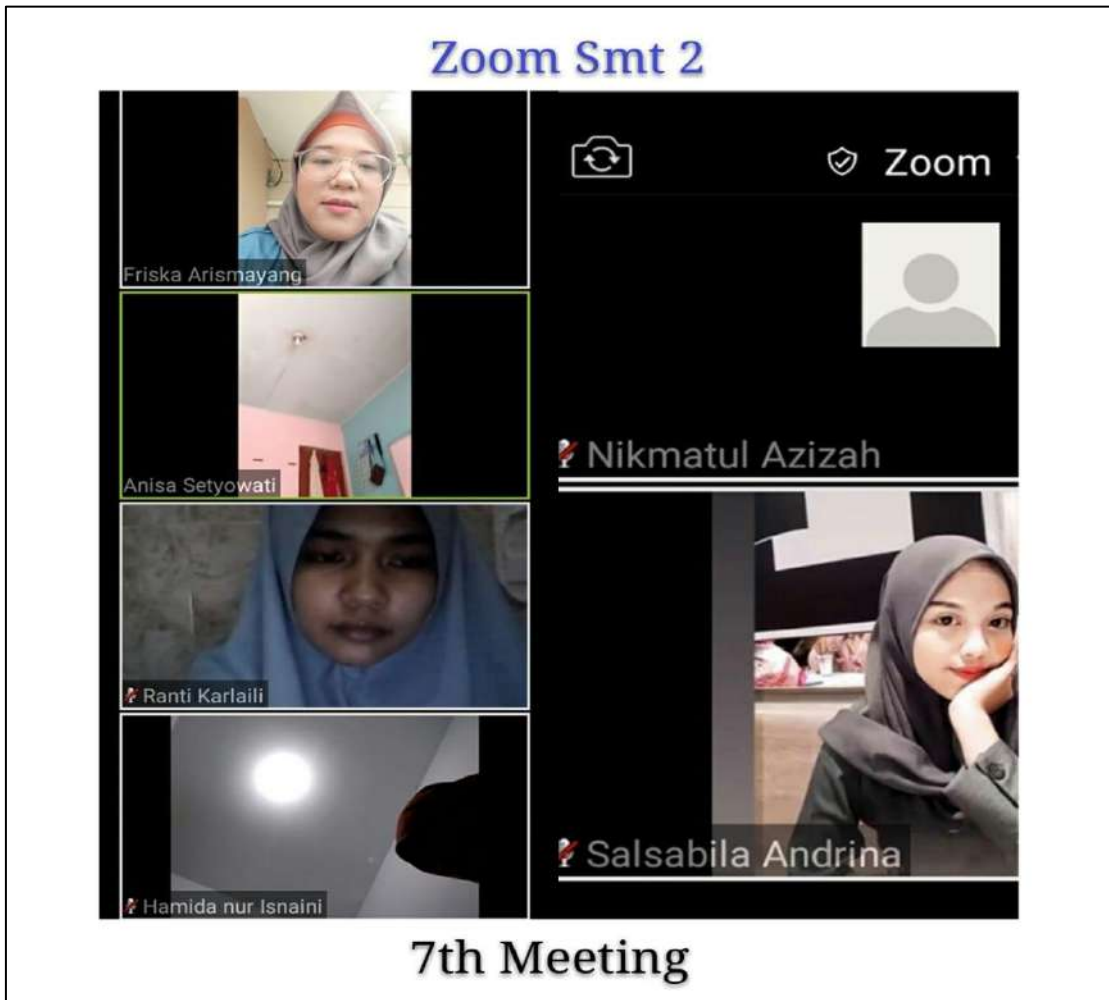 Zoom Smt 2
Friska Arismayang
Anisa Setyowati
Ranti Karlaili
Hamida nur Isnaini
Zoom
Nikmatul Azizah
Salsabila Andrina
7th Meeting